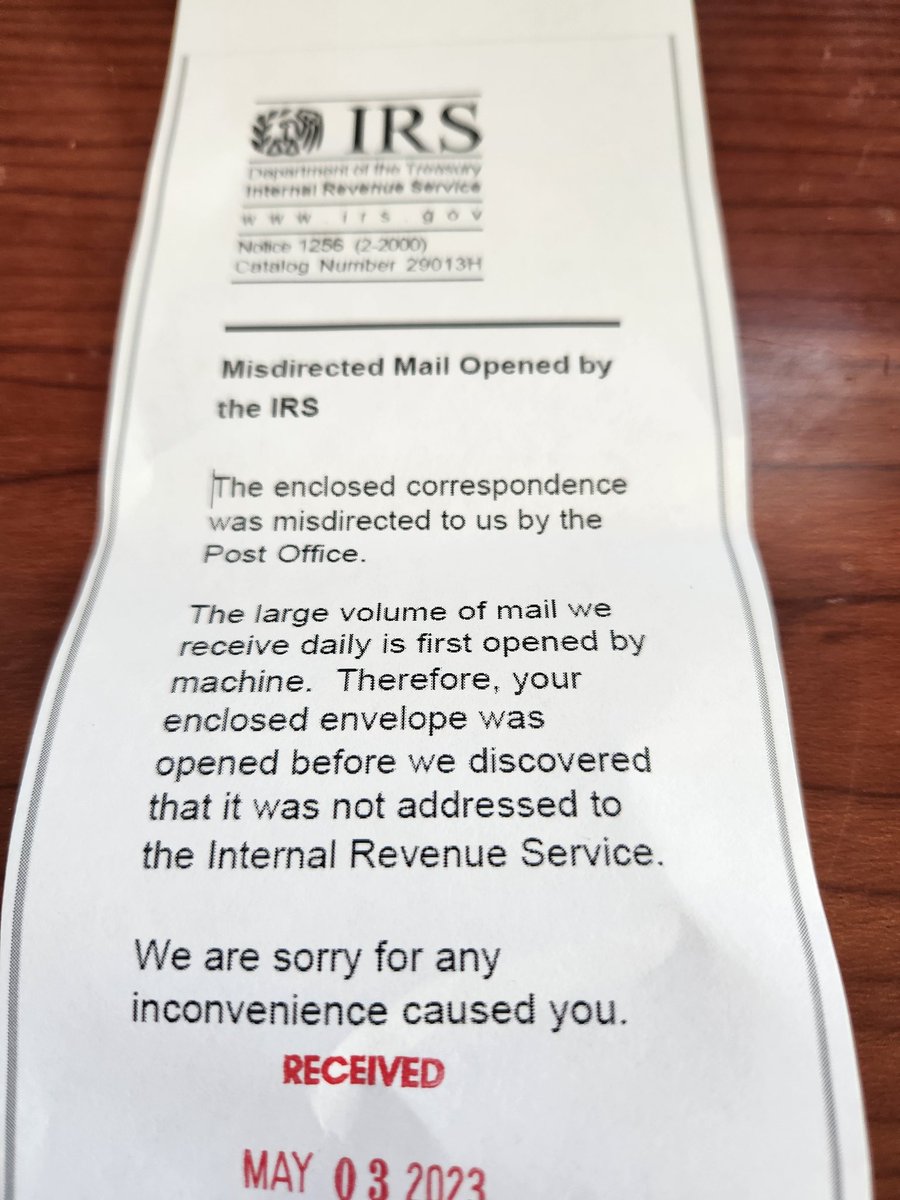 IRS
Department of the Treasury
Internal Revenue Service
www.irs.gov
Notice 1256 (2-2000)
Catalog Number 29013H
Misdirected Mail Opened by
the IRS
The enclosed correspondence
was misdirected to us by the
Post Office.
The large volume of mail we
receive daily is first opened by
machine. Therefore, your
enclosed envelope was
opened before we discovered
that it was not addressed to
the Internal Revenue Service.
We are sorry for any
inconvenience caused you.
RECEIVED
MAY 03 2023